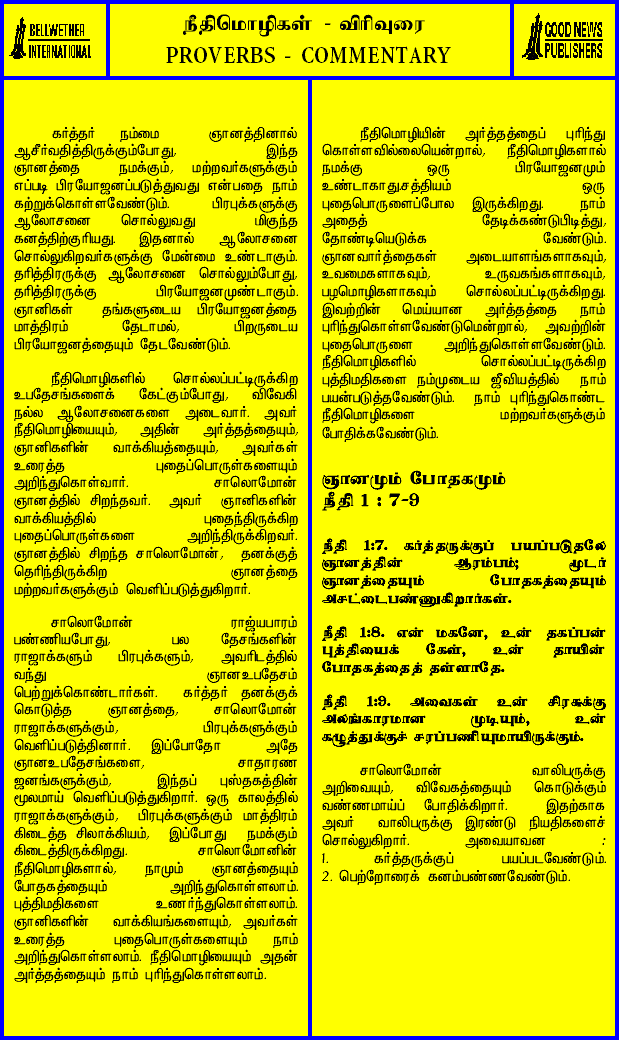 BELLWETHER
INTERNATIONAL
நீதிமொழிகள் - விரிவுரை
PROVERBS - COMMENTARY
GOOD NEWS
PUBLISHERS
கர்த்தர் நம்மை ஞானத்தினால்
ஆசீர்வதித்திருக்கும்போது, இந்த
ஞானத்தை நமக்கும், மற்றவர்களுக்கும்
எப்படி பிரயோஜனப்படுத்துவது என்பதை நாம்
கற்றுக்கொள்ளவேண்டும். பிரபுக்களுக்கு
ஆலோசனை சொல்லுவது மிகுந்த
கனத்திற்குரியது. இதனால் ஆலோசனை
சொல்லுகிறவர்களுக்கு மேன்மை உண்டாகும்.
தரித்திரருக்கு ஆலோசனை சொல்லும்போது,
தரித்திரருக்கு பிரயோஜனமுண்டாகும்.
ஞானிகள் தங்களுடைய பிரயோஜனத்தை
மாத்திரம் தேடாமல், பிறருடைய
பிரயோஜனத்தையும் தேடவேண்டும்.
நீதிமொழிகளில் சொல்லப்பட்டிருக்கிற
உபதேசங்களைக் கேட்கும்போது, விவேகி
நல்ல ஆலோசனைகளை அடைவார். அவர்
நீதிமொழியையும், அதின் அர்த்தத்தையும்,
ஞானிகளின் வாக்கியத்தையும், அவர்கள்
உரைத்த புதைப்பொருள்களையும்
அறிந்துகொள்வார். சாலொமோன்
ஞானத்தில் சிறந்தவர். அவர் ஞானிகளின்
வாக்கியத்தில் புதைந்திருக்கிற
புதைப்பொருள்களை அறிந்திருக்கிறவர்.
ஞானத்தில் சிறந்த சாலொமோன், தனக்குத்
தெரிந்திருக்கிற ஞானத்தை
மற்றவர்களுக்கும் வெளிப்படுத்துகிறார்.
சாலொமோன் ராஜ்யபாரம்
பண்ணியபோது, பல தேசங்களின்
ராஜாக்களும் பிரபுக்களும், அவரிடத்தில்
வந்து ஞானஉபதேசம்
பெற்றுக்கொண்டார்கள். கர்த்தர் தனக்குக்
கொடுத்த ஞானத்தை, சாலொமோன்
ராஜாக்களுக்கும், பிரபுக்களுக்கும்
வெளிப்படுத்தினார். இப்போதோ அதே
ஞானஉபதேசங்களை, சாதாரண
ஜனங்களுக்கும், இந்தப் புஸ்தகத்தின்
மூலமாய் வெளிப்படுத்துகிறார். ஒரு காலத்தில்
ராஜாக்களுக்கும், பிரபுக்களுக்கும் மாத்திரம்
கிடைத்த சிலாக்கியம், இப்போது நமக்கும்
கிடைத்திருக்கிறது. சாலொமோனின்
நீதிமொழிகளால், நாமும் ஞானத்தையும்
போதகத்தையும் அறிந்துகொள்ளலாம்.
புத்திமதிகளை உணர்ந்துகொள்ளலாம்.
ஞானிகளின் வாக்கியங்களையும், அவர்கள்
உரைத்த புதைபொருள்களையும் நாம்
அறிந்துகொள்ளலாம். நீதிமொழியையும் அதன்
அர்த்தத்தையும் நாம் புரிந்துகொள்ளலாம்.
நீதிமொழியின் அர்த்தத்தைப் புரிந்து
கொள்ளவில்லையென்றால், நீதிமொழிகளால்
நமக்கு ஒரு பிரயோஜனமும்
உண்டாகாது.சத்தியம் ஒரு
புதைபொருளைப்போல இருக்கிறது. நாம்
அதைத் தேடிக்கண்டுபிடித்து,
தோண்டியெடுக்க வேண்டும்.
ஞானவார்த்தைகள் அடையாளங்களாகவும்,
உவமைகளாகவும், உருவகங்களாகவும்,
பழமொழிகளாகவும் சொல்லப்பட்டிருக்கிறது.
இவற்றின் மெய்யான அர்த்தத்தை நாம்
புரிந்துகொள்ளவேண்டுமென்றால், அவற்றின்
புதைபொருளை அறிந்துகொள்ளவேண்டும்.
நீதிமொழிகளில் சொல்லப்பட்டிருக்கிற
புத்திமதிகளை நம்முடைய ஜீவியத்தில் நாம்
பயன்படுத்தவேண்டும். நாம் புரிந்துகொண்ட
நீதிமொழிகளை மற்றவர்களுக்கும்
போதிக்கவேண்டும்.
ஞானமும் போதகமும்
நீதி 1 : 7-9
நீதி 1:7. கர்த்தருக்குப் பயப்படுதலே
ஞானத்தின் ஆரம்பம்; மூடர்
ஞானத்தையும் போதகத்தையும்
அசட்டைபண்ணுகிறார்கள்.
நீதி 1:8. என் மகனே, உன் தகப்பன்
புத்தியைக் கேள், உன் தாயின்
போதகத்தைத் தள்ளாதே.
நீதி 1:9. அவைகள் உன் சிரசுக்கு
அலங்காரமான முடியும், உன்
கழுத்துக்குச் சரப்பணியுமாயிருக்கும்.
சாலொமோன் வாலிபருக்கு
அறிவையும், விவேகத்தையும் கொடுக்கும்
வண்ணமாய்ப் போதிக்கிறார். இதற்காக
அவர் வாலிபருக்கு இரண்டு நியதிகளைச்
சொல்லுகிறார். அவையாவன :
1. கர்த்தருக்குப் பயப்படவேண்டும்.
2. பெற்றோரைக் கனம்பண்ணவேண்டும்.